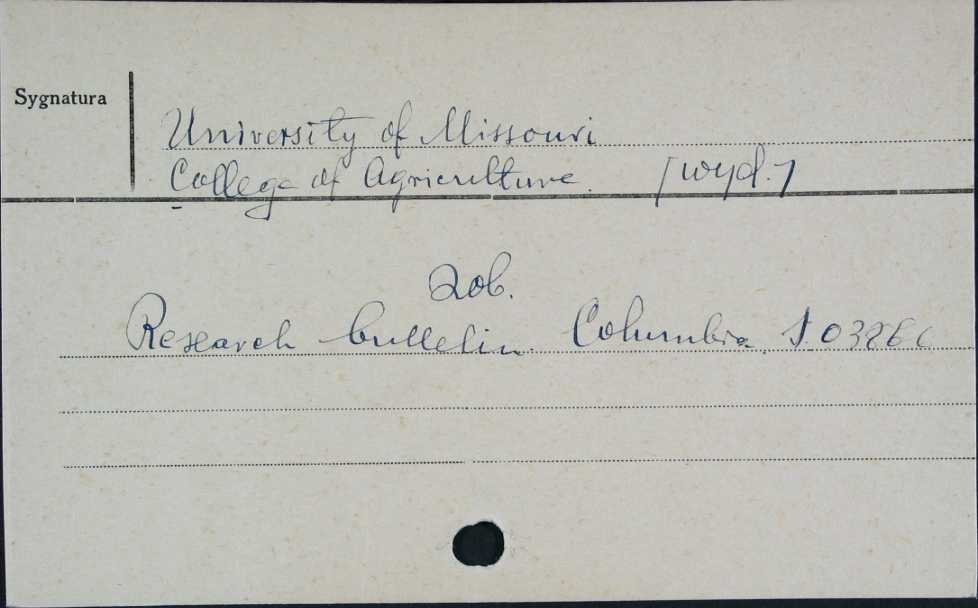 Sygnatura
University of Missouri
College of Agriculture. [wyd.]
zob.
Research bulletin. Columbia.